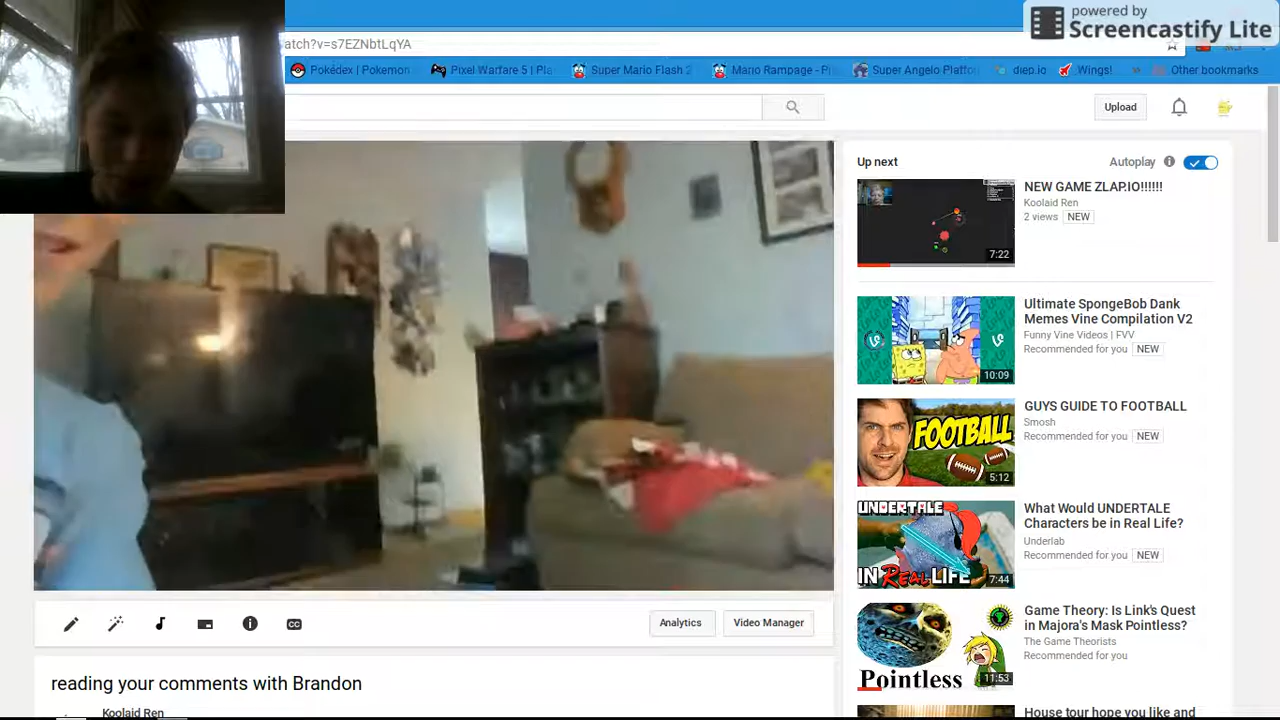 powered by
Screencastify Lite
atch?v=s7EZNbtLqYA
Pokédex | Pokemon
Pixel Warfare 5 | Pla
Super Mario Flash 2
Mario Rampage - P
Super Angelo Platfo
diep.io
Wings!
»
Other bookmarks
Upload
Up next
Autoplay
NEW GAME ZLAP.IO!!!!!!
Koolaid Ren
2 views NEW
7:22
Ultimate SpongeBob Dank
Memes Vine Compilation V2
Funny Vine Videos | FVV
Recommended for you NEW
10:09
GUYS GUIDE TO FOOTBALL
Smosh
Recommended for you NEW
FOOTBALL
5:12
What Would UNDERTALE
Characters be in Real Life?
Underlab
Recommended for you NEW
UNDERTALE
IN REAL LIFE
7:44
Game Theory: Is Link's Quest
in Majora's Mask Pointless?
The Game Theorists
Recommended for you
Pointless
11:53
House tour hope you like and
CC
Analytics
Video Manager
reading your comments with Brandon
Koolaid Ren